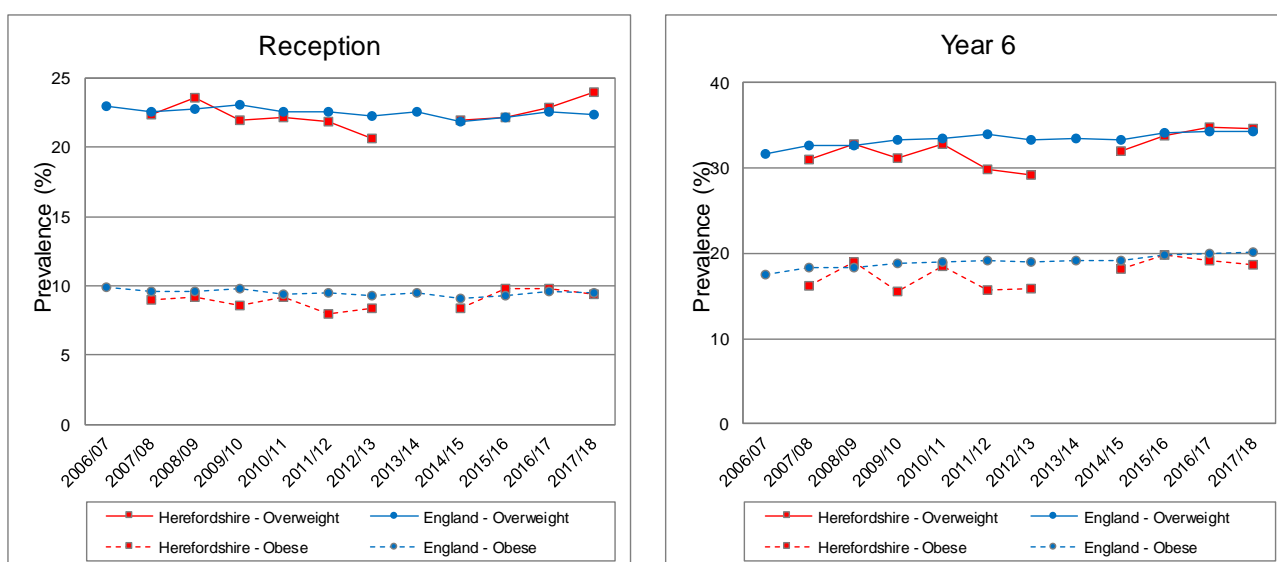 Reception
Prevalence (%)
25
20
15
10
5
0
2006/07
2007/08
2008/09
2009/10
2010/11
2011/12
2012/13
2013/14
2014/15
2015/16
2016/17
2017/18
Herefordshire - Overweight
England - Overweight
Herefordshire - Obese
England - Obese
Year 6
Prevalence (%)
40
30
20
10
0
2006/07
2007/08
2008/09
2009/10
2010/11
2011/12
2012/13
2013/14
2014/15
2015/16
2016/17
2017/18
Herefordshire - Overweight
England - Overweight
Herefordshire - Obese
England - Obese